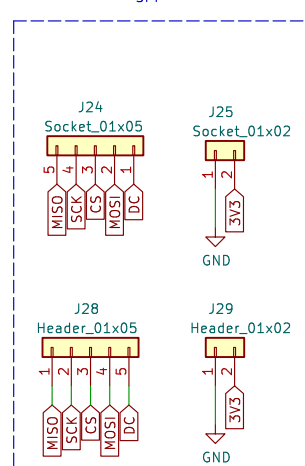 J24
Socket_01x05
5
4
3
2
1
MISO
SCK
CS
MOSI
DC
J25
Socket_01x02
1
2
3V3
GND
J28
Header_01x05
1
2
3
4
5
MISO
SCK
CS
MOSI
DC
J29
Header_01x02
1
2
3V3
GND